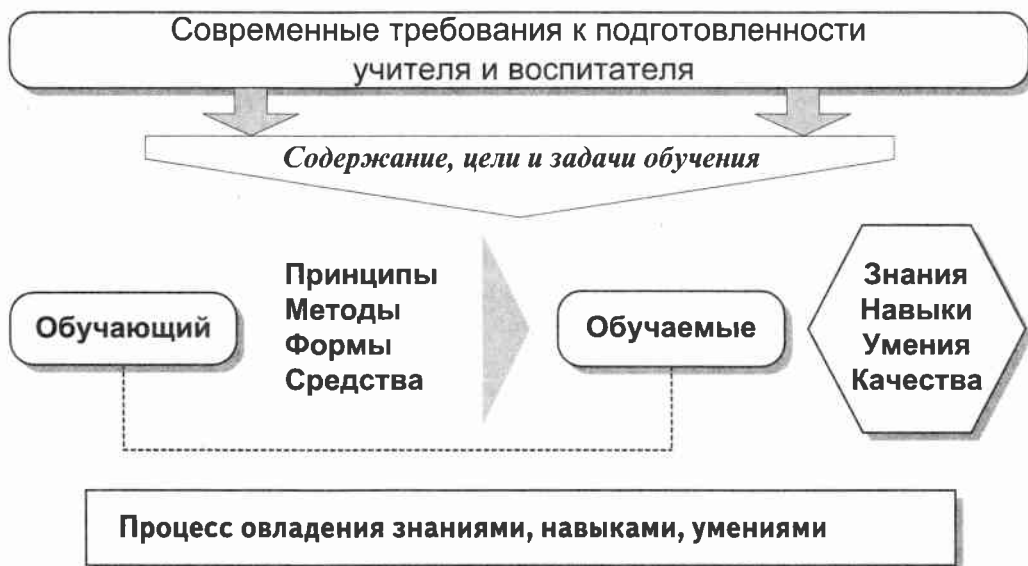 Современные требования к подготовленности
учителя и воспитателя
Содержание, цели и задачи обучения
Обучающий
Принципы
Методы
Формы
Средства
Обучаемые
Знания
Навыки
Умения
Качества
Процесс овладения знаниями, навыками, умениями